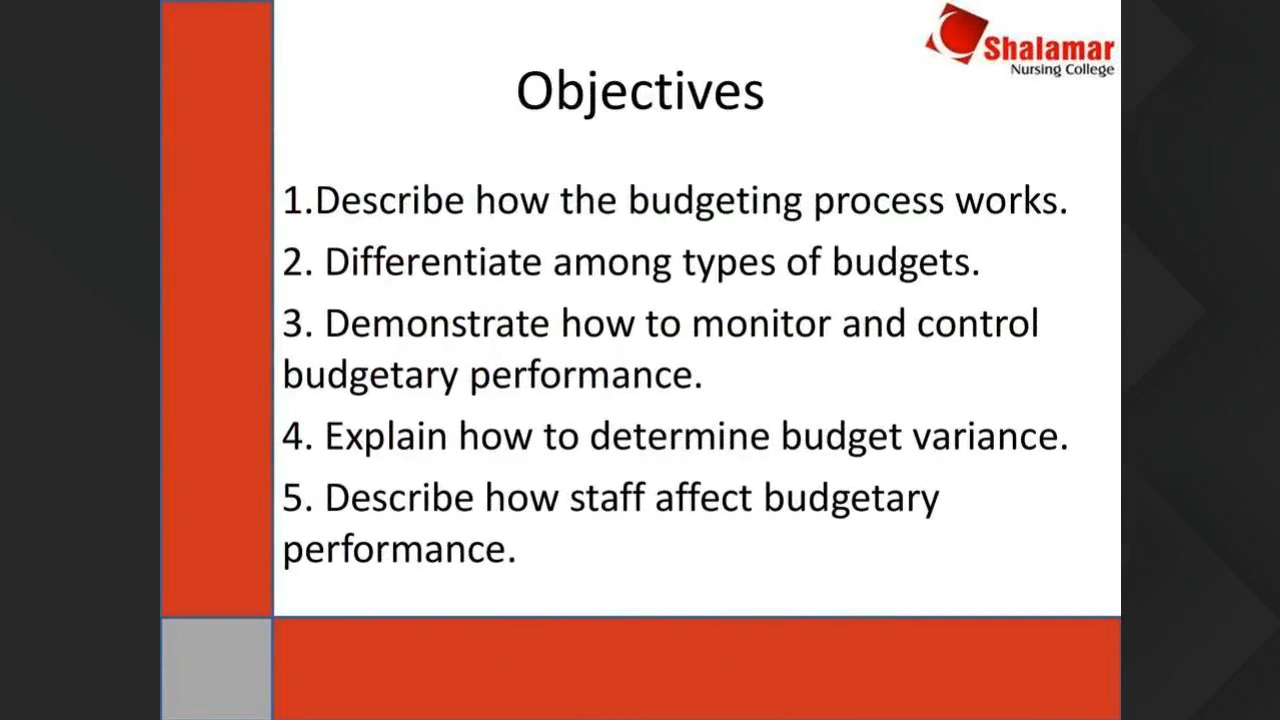 Shalamar
Nursing College
Objectives
1.Describe how the budgeting process works.
2. Differentiate among types of budgets.
3. Demonstrate how to monitor and control
budgetary performance.
4. Explain how to determine budget variance.
5. Describe how staff affect budgetary
performance.